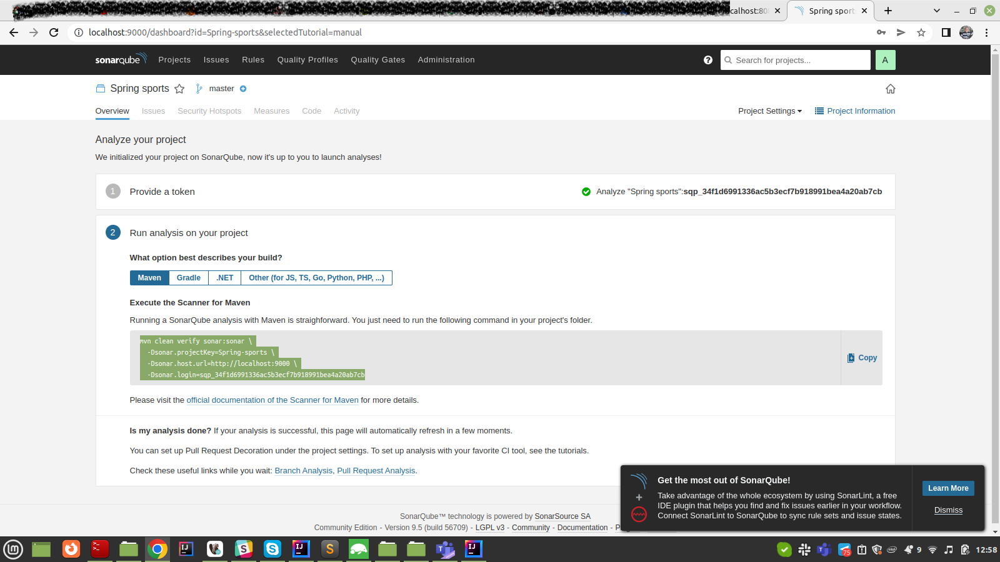 localhost:80
Spring sport
localhost:9000/dashboard?id=Spring-sports&selectedTutorial=manual
sonarqube Projects Issues Rules Quality Profiles Quality Gates Administration ? Search for projects... A
Spring sports master
Overview Issues Security Hotspots Measures Code Activity Project Settings Project Information
Analyze your project
We initialized your project on SonarQube, now it's up to you to launch analyses!
1 Provide a token Analyze "Spring sports":sqp_34f1d6991336ac5b3ecf7b918991bea4a20ab7cb
2 Run analysis on your project
What option best describes your build?
Maven Gradle .NET Other (for JS, TS, Go, Python, PHP, ...)
Execute the Scanner for Maven
Running a SonarQube analysis with Maven is straighforward. You just need to run the following command in your project's folder.
mvn clean verify sonar:sonar \
-Dsonar.projectKey=Spring-sports \
-Dsonar.host.url=http://localhost:9000 \
-Dsonar.login=sqp_34f1d6991336ac5b3ecf7b918991bea4a20ab7cb
Copy
Please visit the official documentation of the Scanner for Maven for more details.
Is my analysis done? If your analysis is successful, this page will automatically refresh in a few moments.
You can set up Pull Request Decoration under the project settings. To set up analysis with your favorite CI tool, see the tutorials.
Check these useful links while you wait: Branch Analysis, Pull Request Analysis.
Get the most out of SonarQube!
Take advantage of the whole ecosystem by using SonarLint, a free
IDE plugin that helps you find and fix issues earlier in your workflow.
Connect SonarLint to SonarQube to sync rule sets and issue states.
Learn More
Dismiss
SonarQube™ technology is powered by SonarSource SA
Community Edition - Version 9.5 (build 56709) - LGPL v3 - Community - Documentation -
75 9 12:58